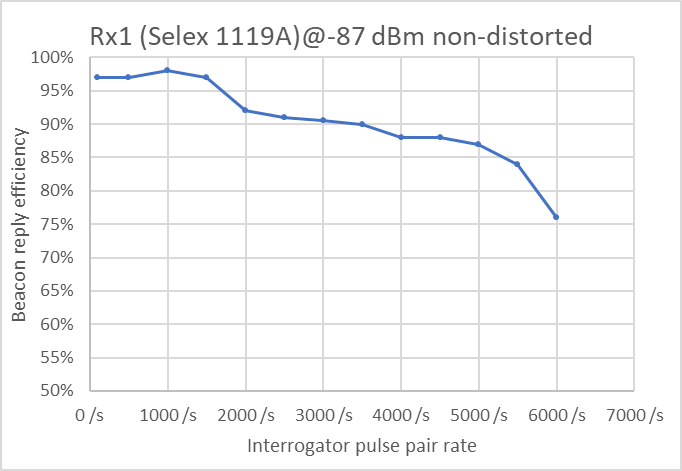 Rx1 (Selex 1119A)@-87 dBm non-distorted
100%
95%
90%
85%
80%
75%
70%
65%
60%
55%
50%
Beacon reply efficiency
0 /s 1000 /s 2000 /s 3000 /s 4000 /s 5000 /s 6000 /s 7000 /s
Interrogator pulse pair rate